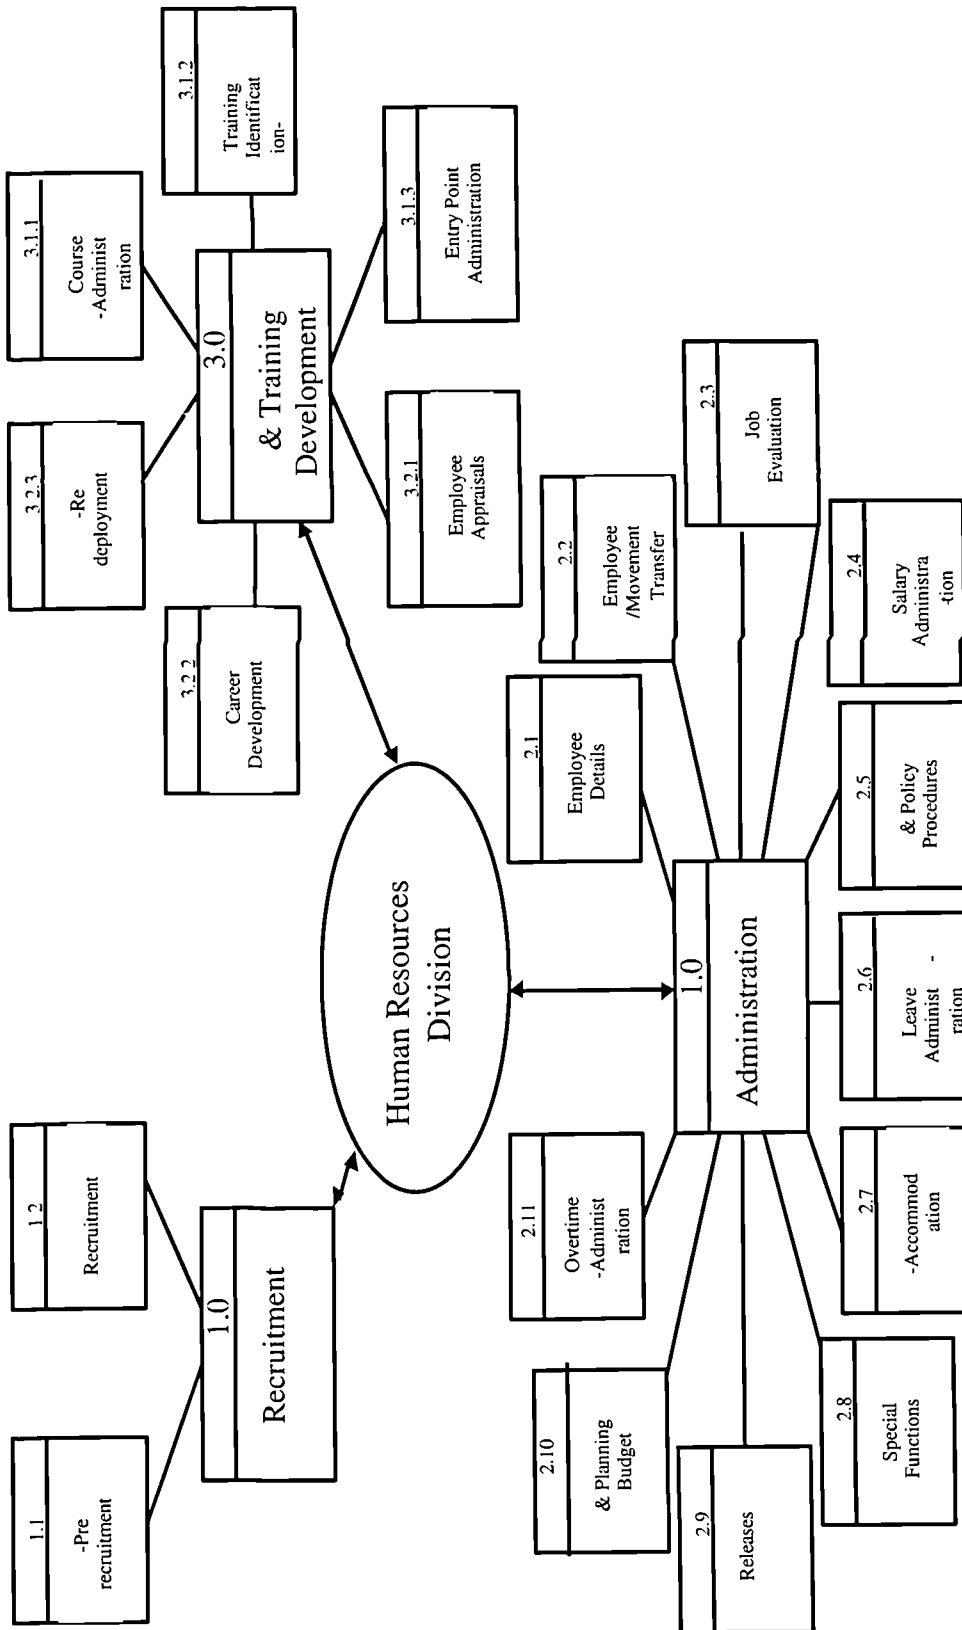 1.1
-Pre
recruitment
1.2
Recruitment
1.0
Recruitment
Human Resources
Division
3.2.2
Career
Development
3.2.3
-Re
deployment
3.1.1
Course
-Administ
ration
3.1.2
Training
Identificat
ion-
3.0
& Training
Development
3.2.1
Employee
Appraisals
3.1.3
Entry Point
Administration
2.11
Overtime
-Administ
ration
2.10
& Planning
Budget
2.9
Releases
2.8
Special
Functions
2.7
-Accommod
ation
1.0
Administration
2.6
Leave -
Administ
ration
2.5
& Policy
Procedures
2.1
Employee
Details
2.2
Employee
/Movement
Transfer
2.3
Job
Evaluation
2.4
Salary
Administra
-tion